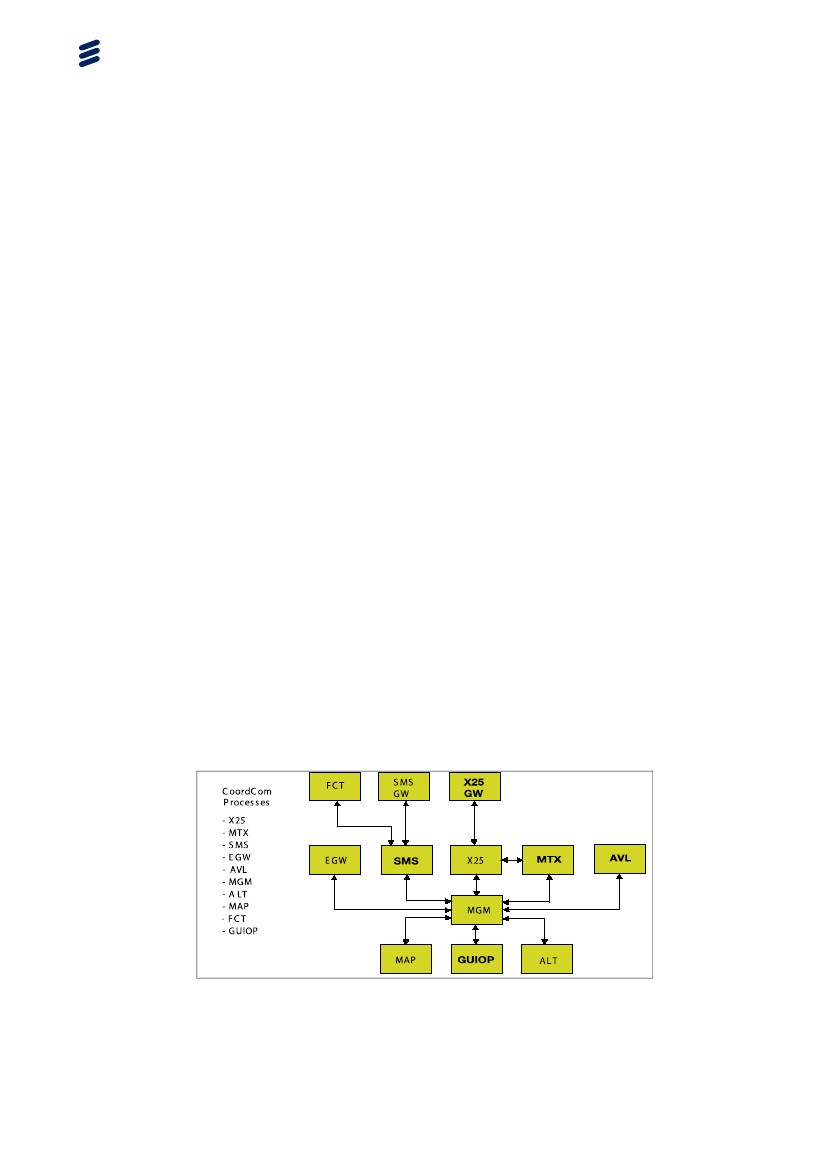 CoordCom
Processes
- X25
- MTX
- SMS
- EGW
- AVL
- MGM
- ALT
- MAP
- FCT
- GUIOP
FCT
SMS
GW
X25
GW
EGW
SMS
X25
MTX
AVL
MGM
MAP
GUIOP
ALT